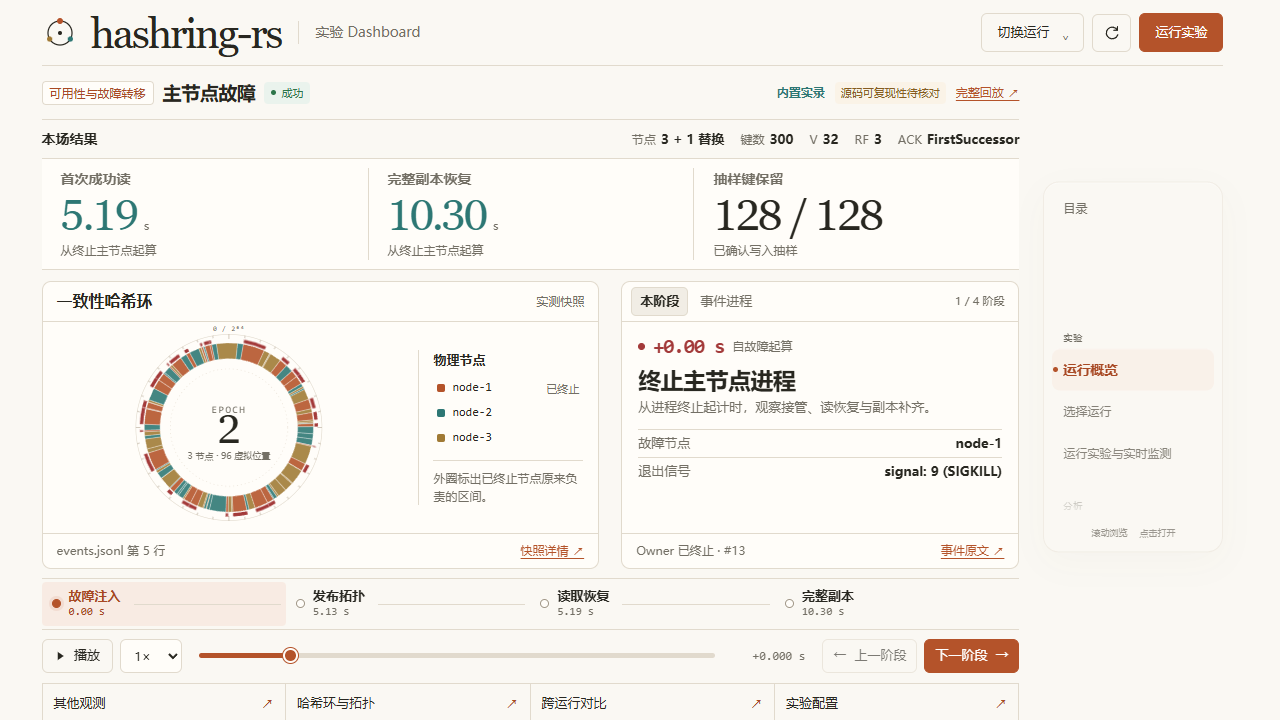 hashring-rs
实验 Dashboard
切换运行
运行实验
可用性与故障转移
主节点故障
成功
内置实录
源码可复现性待核对
完整回放 ↗
本场结果
节点 3 + 1 替换
键数 300
V 32
RF 3
ACK FirstSuccessor
首次成功读
5.19 s
从终止主节点起算
完整副本恢复
10.30 s
从终止主节点起算
抽样键保留
128 / 128
已确认写入抽样
目录
实验
运行概览
选择运行
运行实验与实时监测
分析
滚动浏览 点击打开
一致性哈希环
实测快照
0 / 2⁶⁴
EPOCH
2
3 节点 · 96 虚拟位置
物理节点
node-1 已终止
node-2
node-3
外圈标出已终止节点原来负
责的区间。
events.jsonl 第 5 行
快照详情 ↗
本阶段
事件进程
1 / 4 阶段
+0.00 s 自故障起算
终止主节点进程
从进程终止起计时，观察接管、读恢复与副本补齐。
故障节点 node-1
退出信号 signal: 9 (SIGKILL)
Owner 已终止 · #13
事件原文 ↗
故障注入
0.00 s
发布拓扑
5.13 s
读取恢复
5.19 s
完整副本
10.30 s
播放
1×
+0.000 s
← 上一阶段
下一阶段 →
其他观测 ↗
哈希环与拓扑 ↗
跨运行对比 ↗
实验配置 ↗